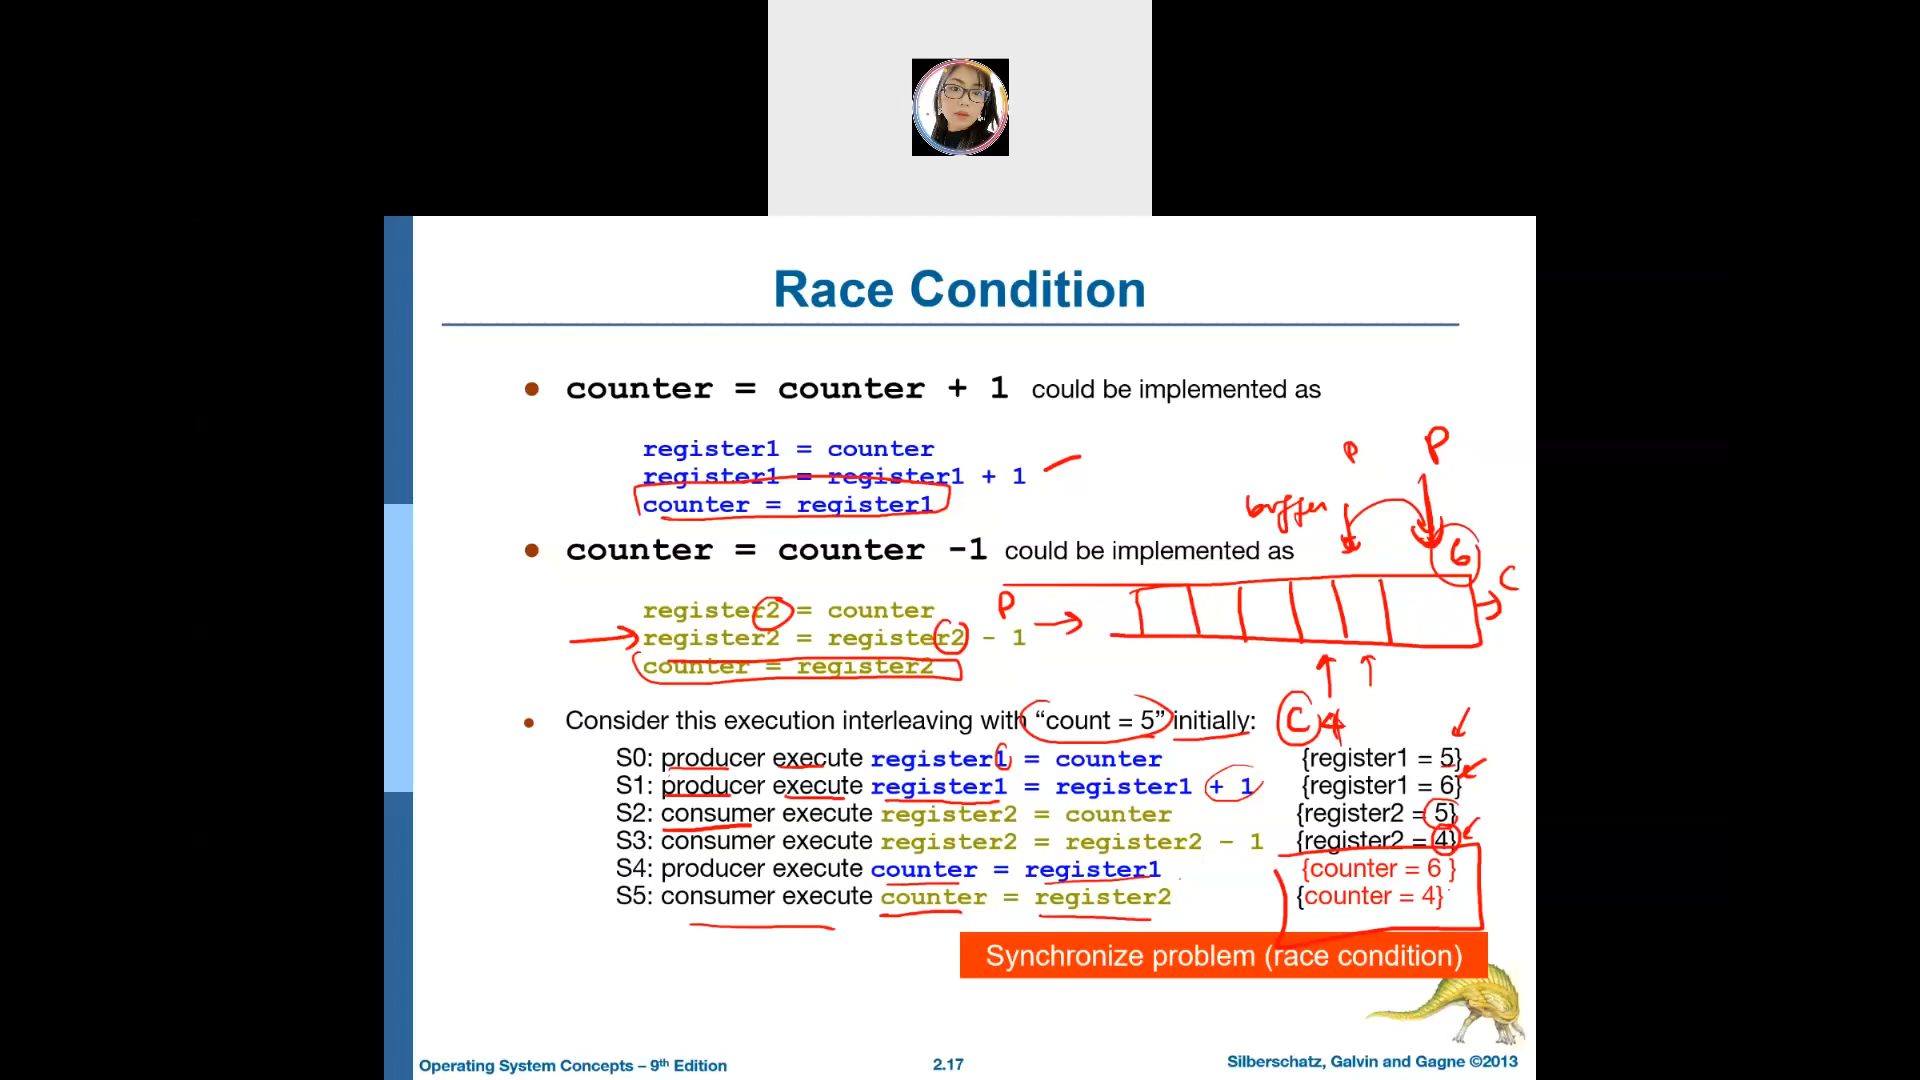 Race Condition
• counter = counter + 1 could be implemented as
register1 = counter
register1 = register1 + 1
counter = register1
P
P
buffer
• counter = counter -1 could be implemented as
6
C
register2 = counter
P
register2 = register2 - 1
counter = register2
• Consider this execution interleaving with “count = 5” initially:
C
S0: producer execute register1 = counter {register1 = 5}
S1: producer execute register1 = register1 + 1 {register1 = 6}
S2: consumer execute register2 = counter {register2 = 5}
S3: consumer execute register2 = register2 - 1 {register2 = 4}
S4: producer execute counter = register1 {counter = 6 }
S5: consumer execute counter = register2 {counter = 4}
Synchronize problem (race condition)
Operating System Concepts – 9th Edition
2.17
Silberschatz, Galvin and Gagne ©2013